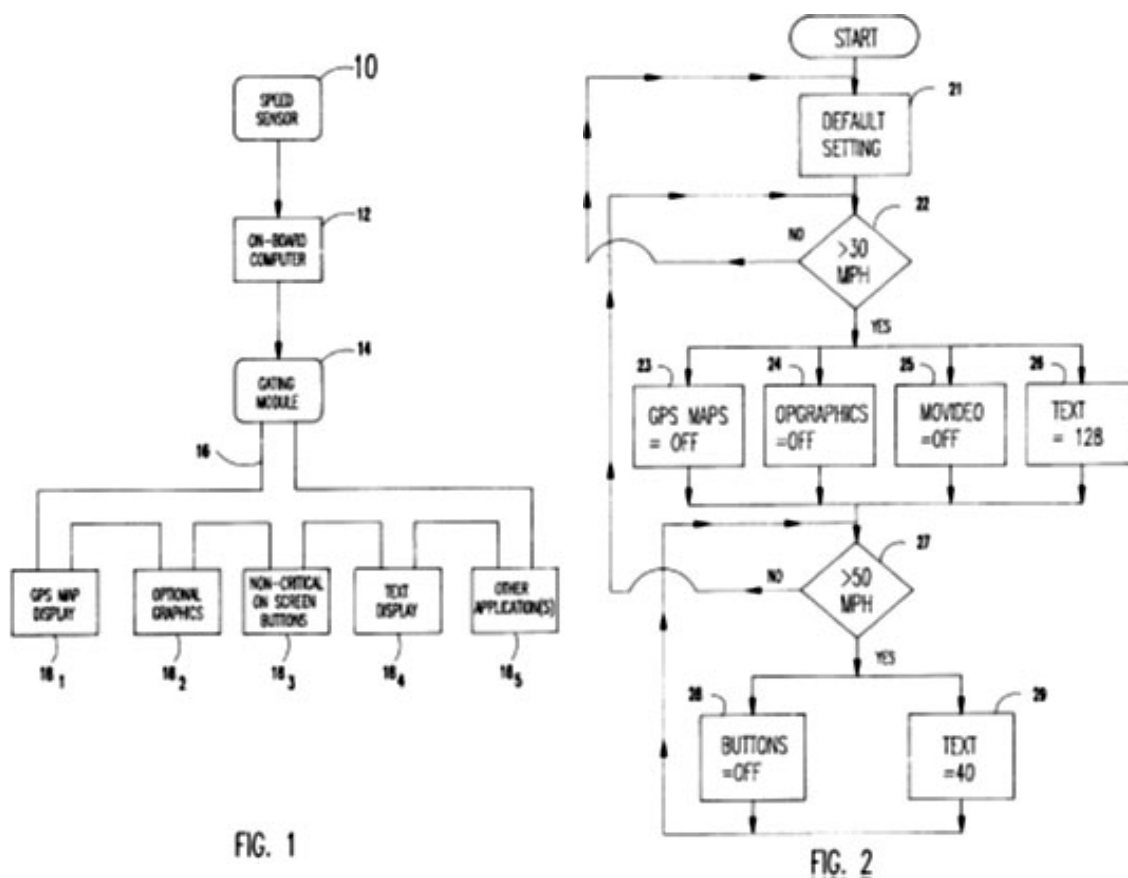 10
SPEED
SENSOR
12
ON-BOARD
COMPUTER
14
GATING
MODULE
16
GPS MAP
DISPLAY
OPTIONAL
GRAPHICS
NON-CRITICAL
ON SCREEN
BUTTONS
TEXT
DISPLAY
OTHER
APPLICATION(S)
18 1
18 2
18 3
18 4
18 5
FIG. 1
START
21
DEFAULT
SETTING
22
NO
>30
MPH
YES
23
GPS MAPS
= OFF
24
OPGRAPHICS
=OFF
25
MOVIDEO
=OFF
26
TEXT
= 128
27
NO
>50
MPH
YES
28
BUTTONS
=OFF
29
TEXT
=40
FIG. 2